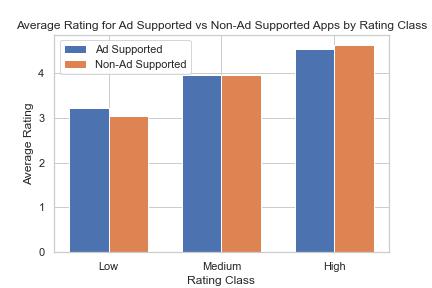 Average Rating for Ad Supported vs Non-Ad Supported Apps by Rating Class
Ad Supported
Non-Ad Supported
4
3
2
1
0
Average Rating
Low Medium High
Rating Class